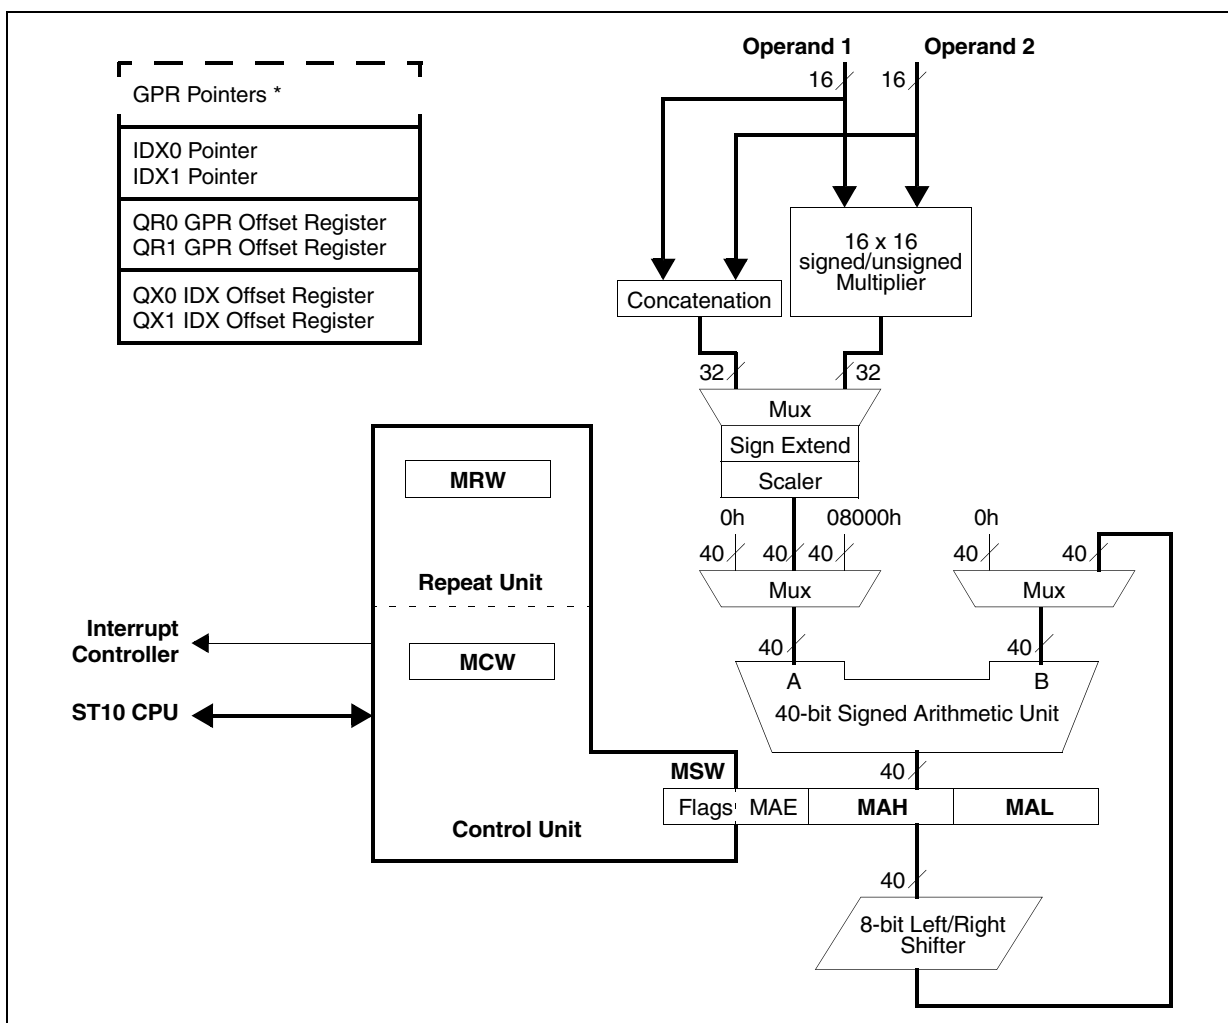 Operand 1 Operand 2
16 16
GPR Pointers *
IDX0 Pointer
IDX1 Pointer
QR0 GPR Offset Register
QR1 GPR Offset Register
QX0 IDX Offset Register
QX1 IDX Offset Register
16 x 16
signed/unsigned
Multiplier
Concatenation
32 32
Mux
Sign Extend
Scaler
0h 08000h 0h
40 40 40 40 40
Mux Mux
40 40
A B
40-bit Signed Arithmetic Unit
MRW
Repeat Unit
Interrupt
Controller
MCW
ST10 CPU
MSW 40
Flags MAE MAH MAL
Control Unit
40
8-bit Left/Right
Shifter